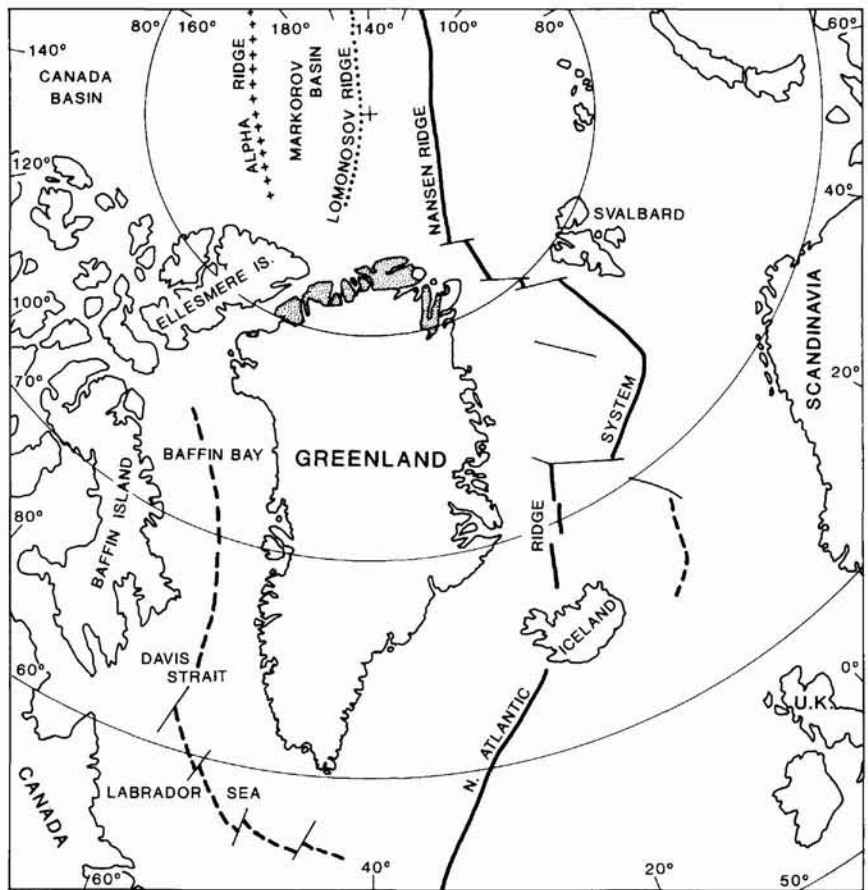 80° 160° 180° 140° 100° 80° 60°
140°
CANADA
BASIN
ALPHA
RIDGE
MARKOROV
BASIN
LOMONOSOV RIDGE
NANSEN RIDGE
120°
40°
SVALBARD
ELLESMERE IS.
100°
SCANDINAVIA
70°
20°
SYSTEM
BAFFIN BAY
GREENLAND
BAFFIN ISLAND
80°
RIDGE
ICELAND
DAVIS
STRAIT
60°
0°
U.K.
N. ATLANTIC
CANADA
LABRADOR SEA
60° 40° 20° 50°